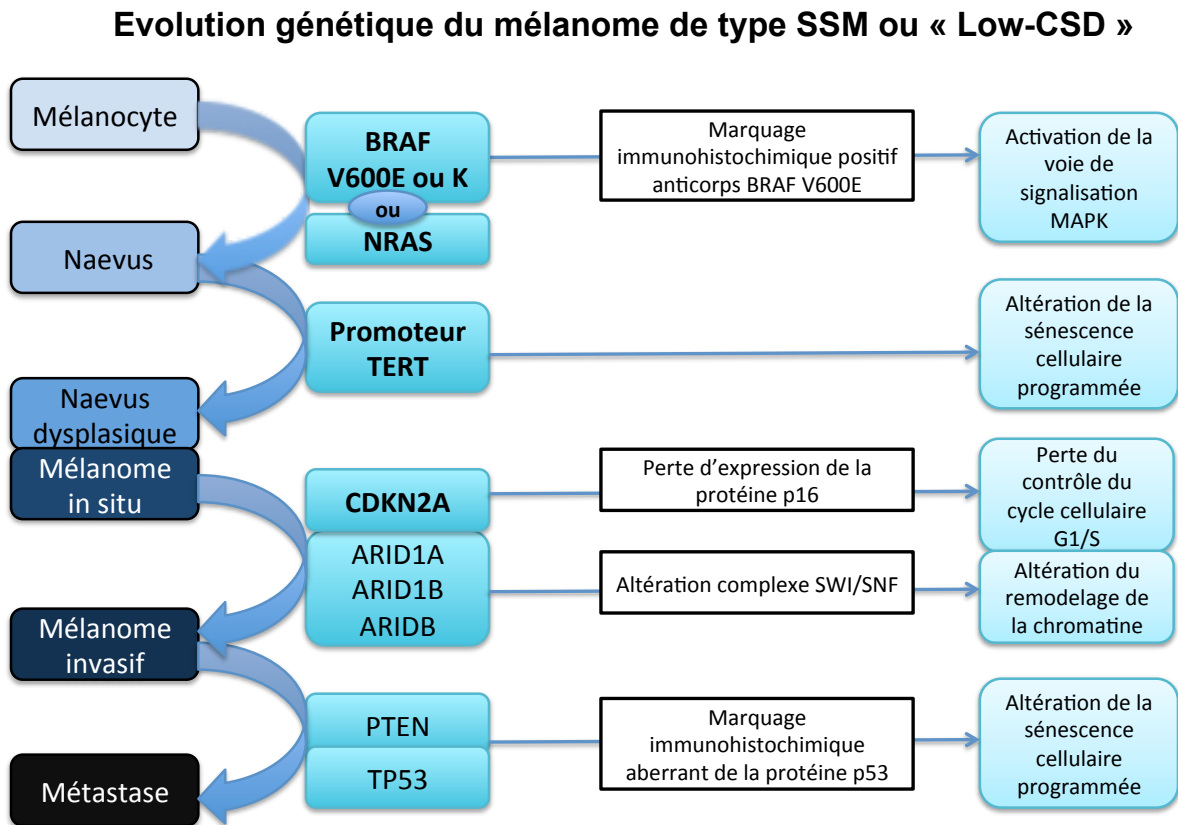 Evolution génétique du mélanome de type SSM ou « Low-CSD »
Mélanocyte
BRAF
V600E ou K
ou
NRAS
Marquage
immunohistochimique positif
anticorps BRAF V600E
Activation de la
voie de
signalisation
MAPK
Naevus
Promoteur
TERT
Altération de la
sénescence
cellulaire
programmée
Naevus
dysplasique
Mélanome
in situ
CDKN2A
Perte d’expression de la
protéine p16
Perte du
contrôle du
cycle cellulaire
G1/S
ARID1A
ARID1B
ARIDB
Altération complexe SWI/SNF
Altération du
remodelage de
la chromatine
Mélanome
invasif
PTEN
TP53
Marquage
immunohistochimique
aberrant de la protéine p53
Altération de la
sénescence
cellulaire
programmée
Métastase